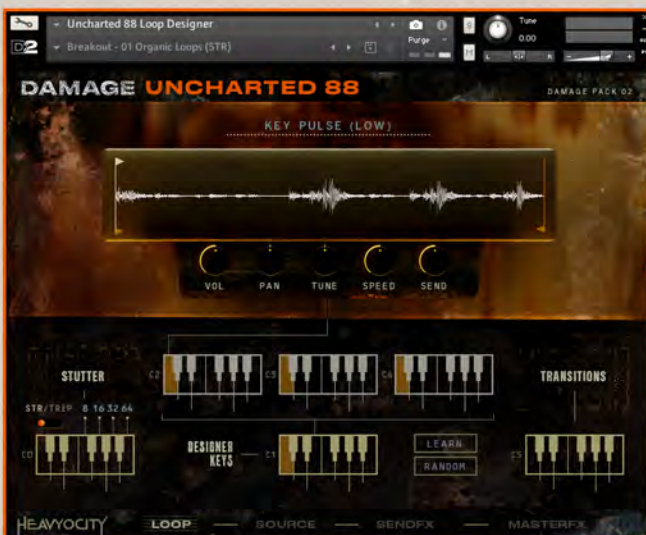 Uncharted 88 Loop Designer
Breakout - 01 Organic Loops (STR)
Purge
S
M
Tune
0.00
L
R
D2
DAMAGE UNCHARTED 88
DAMAGE PACK 02
KEY PULSE (LOW)
VOL PAN TUNE SPEED SEND
STUTTER
C2
C3
C4
TRANSITIONS
STR/TRIP 8 16 32 64
C0
DESIGNER KEYS
C1
LEARN
RANDOM
C5
HEAVYOCITY
LOOP — SOURCE — SENDFX — MASTERFX